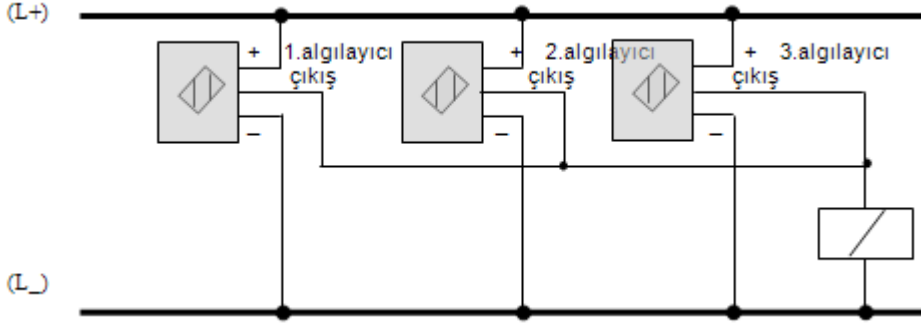 (L+)
+ 1.algılayıcı
çıkış
–
+ 2.algılayıcı
çıkış
–
+ 3.algılayıcı
çıkış
–
(L_)